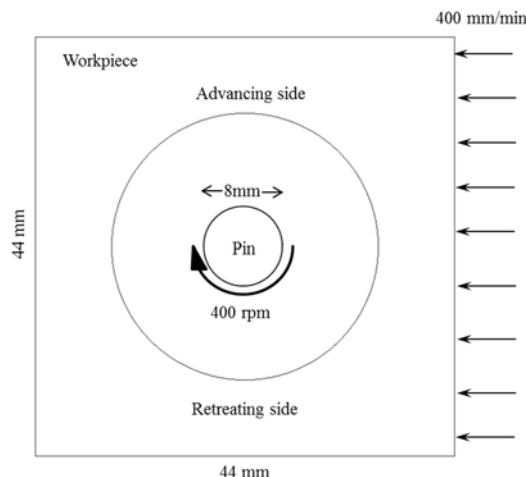 400 mm/min
Workpiece
Advancing side
8mm
44 mm
Pin
400 rpm
Retreating side
44 mm